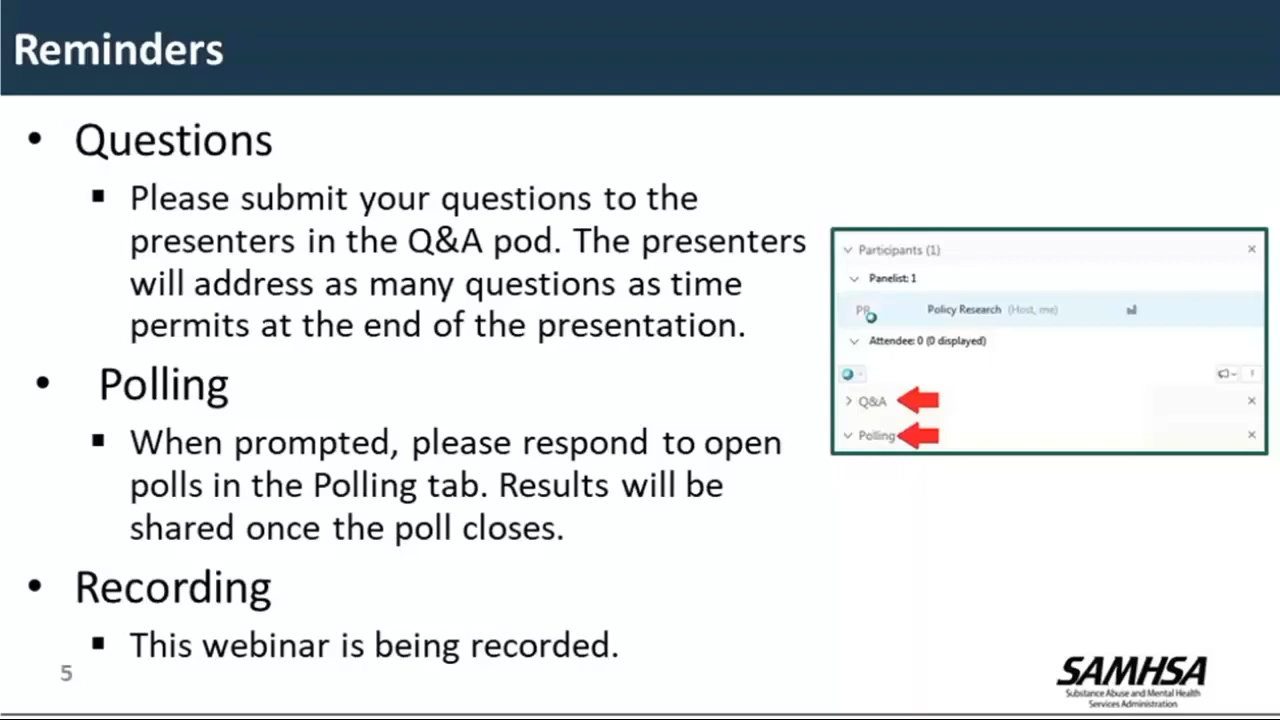 Reminders
• Questions
▪ Please submit your questions to the
presenters in the Q&A pod. The presenters
will address as many questions as time
permits at the end of the presentation.
• Polling
▪ When prompted, please respond to open
polls in the Polling tab. Results will be
shared once the poll closes.
• Recording
▪ This webinar is being recorded.
5
Participants (1)
Panelist: 1
PR Policy Research (Host, me)
Attendee: 0 (0 displayed)
Q&A
Polling
SAMHSA
Substance Abuse and Mental Health
Services Administration